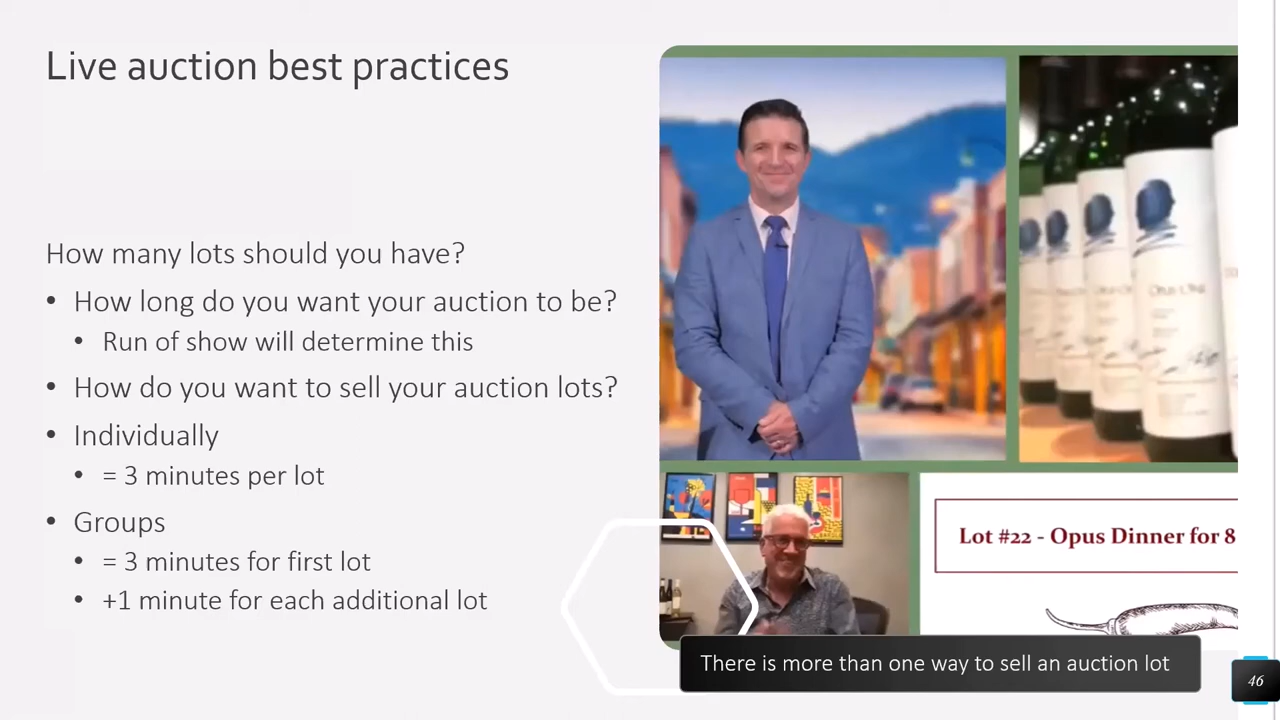 Live auction best practices
How many lots should you have?
• How long do you want your auction to be?
• Run of show will determine this
• How do you want to sell your auction lots?
• Individually
• = 3 minutes per lot
• Groups
• = 3 minutes for first lot
• +1 minute for each additional lot
Lot #22 - Opus Dinner for 8
There is more than one way to sell an auction lot
46